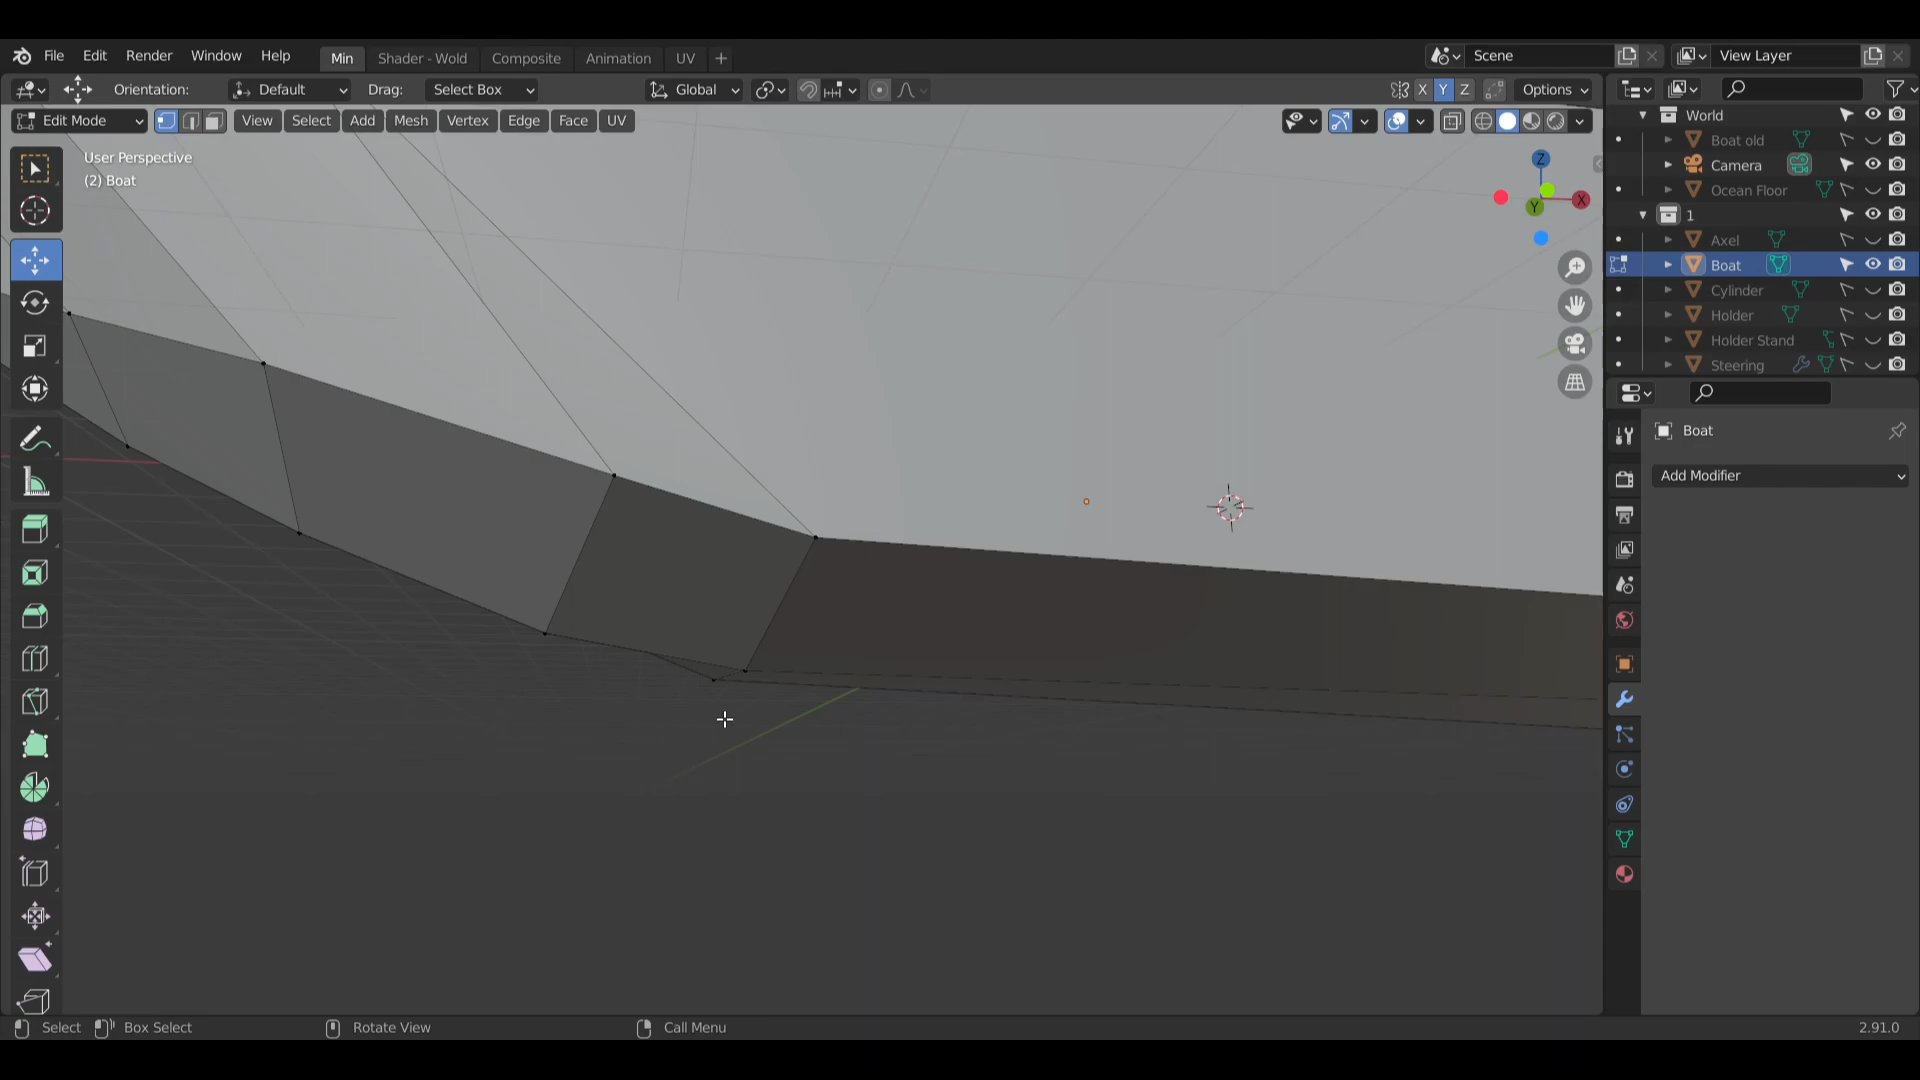 File Edit Render Window Help Min Shader - Wold Composite Animation UV + Scene View Layer
Orientation: Default Drag: Select Box Global X Y Z Options
Edit Mode View Select Add Mesh Vertex Edge Face UV
User Perspective
(2) Boat
Z
X
Y
World
Boat old
Camera
Ocean Floor
1
Axel
Boat
Cylinder
Holder
Holder Stand
Steering
Boat
Add Modifier
Select Box Select Rotate View Call Menu 2.91.0